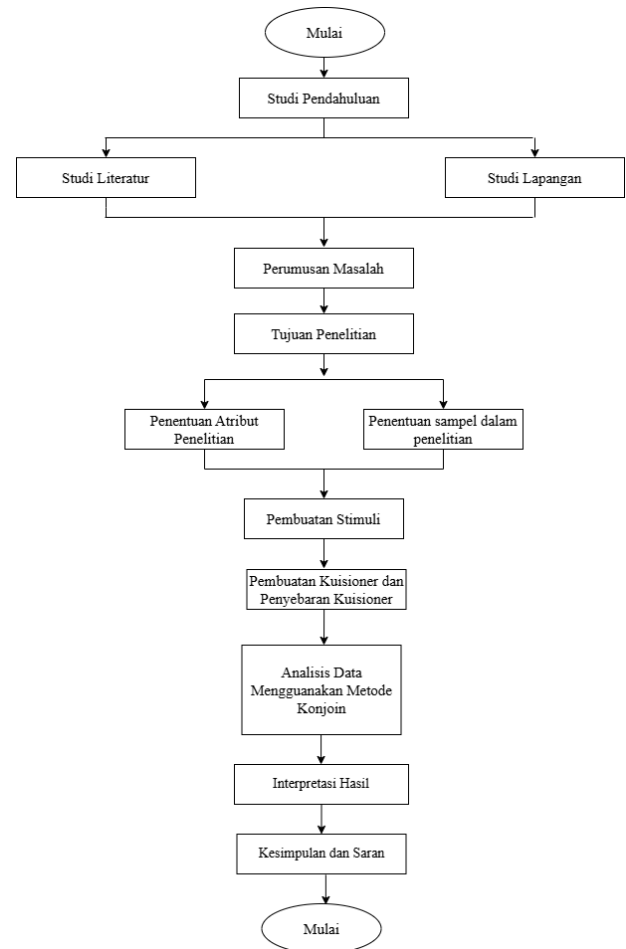 Mulai
Studi Pendahuluan
Studi Literatur
Studi Lapangan
Perumusan Masalah
Tujuan Penelitian
Penentuan Atribut
Penelitian
Penentuan sampel dalam
penelitian
Pembuatan Stimuli
Pembuatan Kuisioner dan
Penyebaran Kuisioner
Analisis Data
Mengguanakan Metode
Konjoin
Interpretasi Hasil
Kesimpulan dan Saran
Mulai